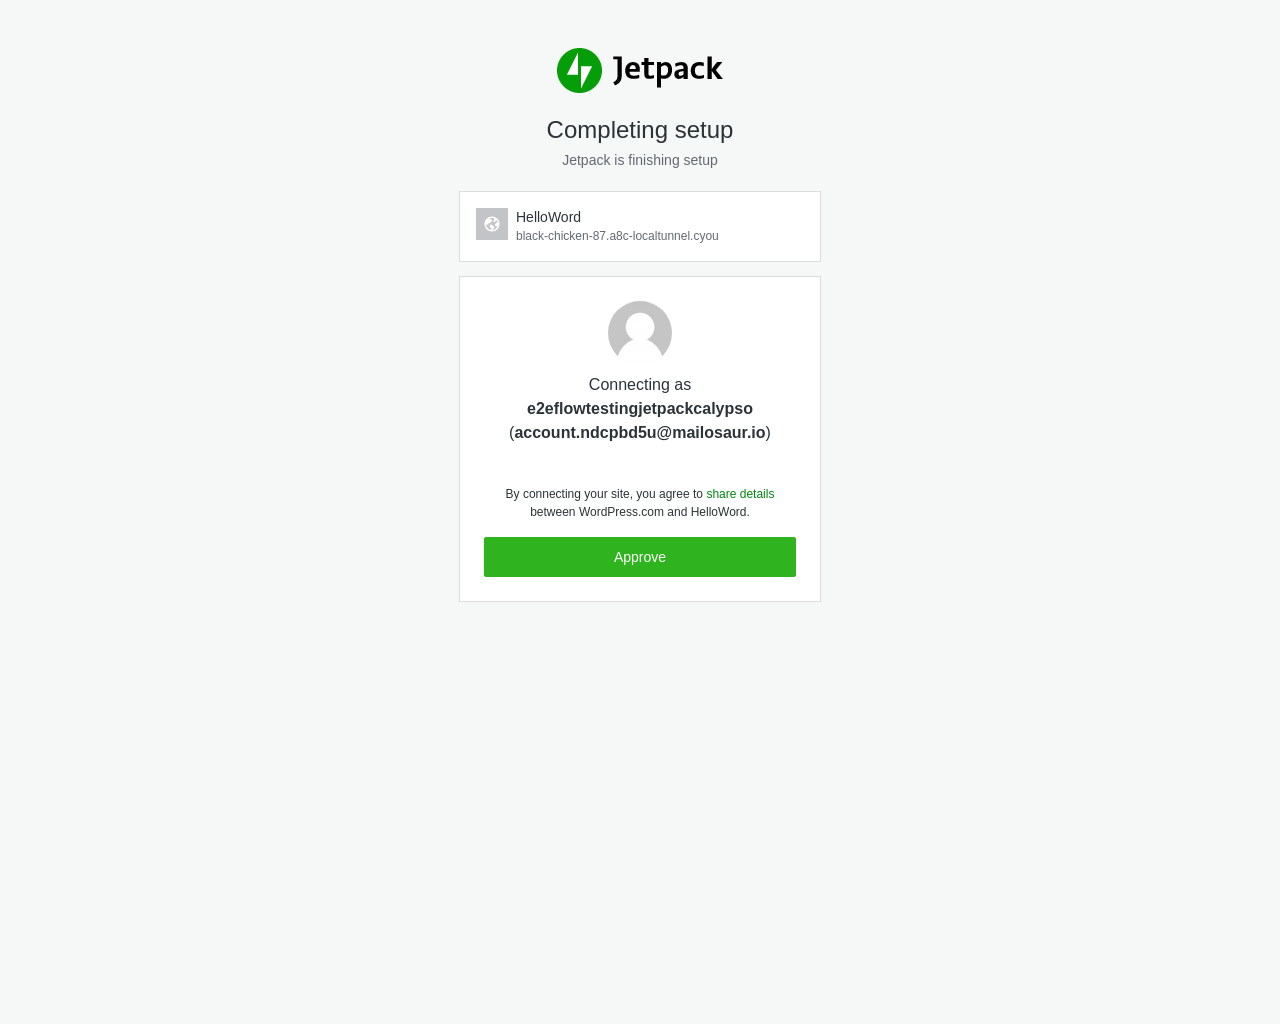 Jetpack
Completing setup
Jetpack is finishing setup
HelloWord
black-chicken-87.a8c-localtunnel.cyou
Connecting as
e2eflowtestingjetpackcalypso
(account.ndcpbd5u@mailosaur.io)
By connecting your site, you agree to share details
between WordPress.com and HelloWord.
Approve